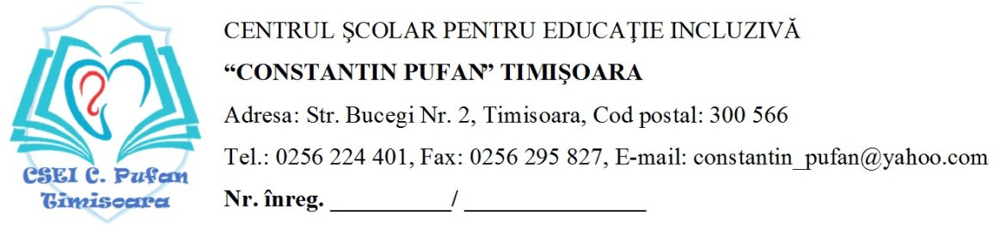 CENTRUL ŞCOLAR PENTRU EDUCAŢIE INCLUZIVĂ
“CONSTANTIN PUFAN” TIMIŞOARA
Adresa: Str. Bucegi Nr. 2, Timisoara, Cod postal: 300 566
Tel.: 0256 224 401, Fax: 0256 295 827, E-mail: constantin_pufan@yahoo.com
Nr. înreg. __________/ _______________
CSEI C. Pufan
Timisoara